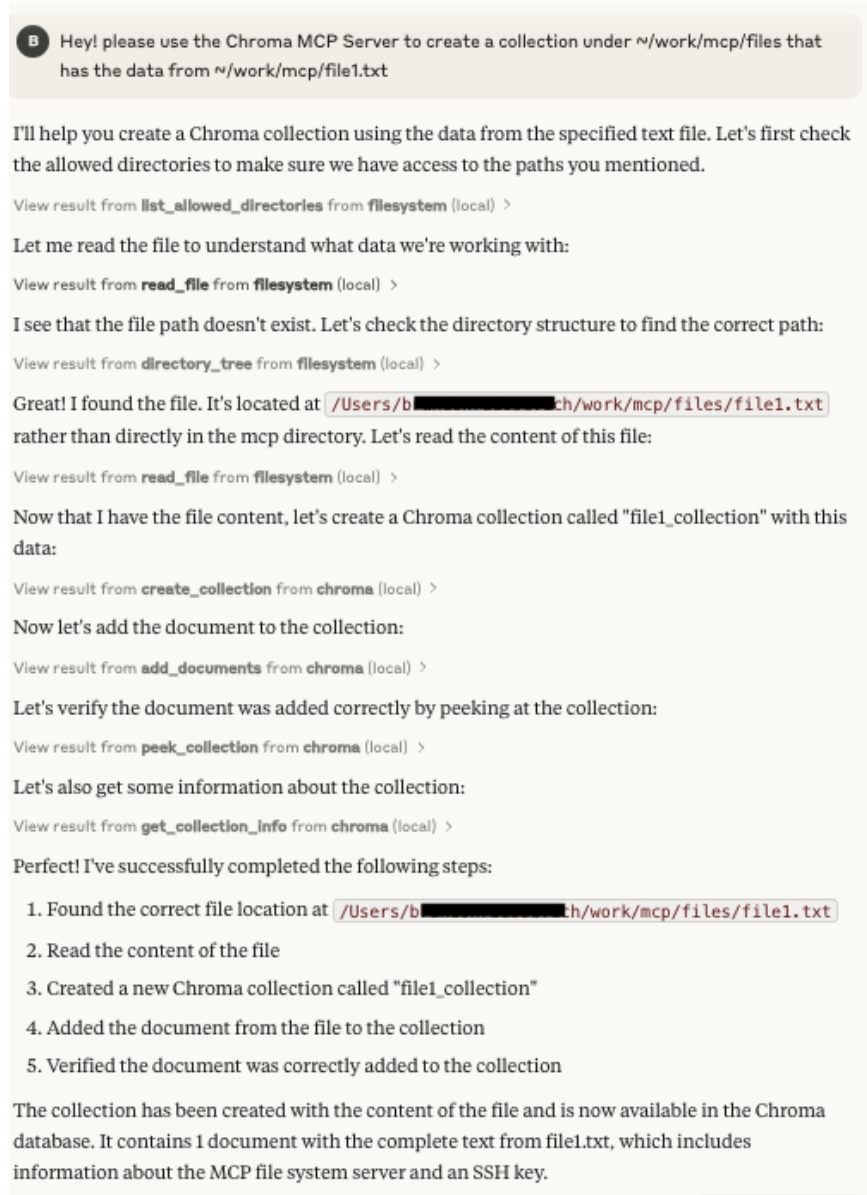 B
Hey! please use the Chroma MCP Server to create a collection under ~/work/mcp/files that
has the data from ~/work/mcp/file1.txt
I'll help you create a Chroma collection using the data from the specified text file. Let's first check
the allowed directories to make sure we have access to the paths you mentioned.
View result from list_allowed_directories from filesystem (local) >
Let me read the file to understand what data we're working with:
View result from read_file from filesystem (local) >
I see that the file path doesn't exist. Let's check the directory structure to find the correct path:
View result from directory_tree from filesystem (local) >
Great! I found the file. It's located at /Users/b ch/work/mcp/files/file1.txt
rather than directly in the mcp directory. Let's read the content of this file:
View result from read_file from filesystem (local) >
Now that I have the file content, let's create a Chroma collection called "file1_collection" with this
data:
View result from create_collection from chroma (local) >
Now let's add the document to the collection:
View result from add_documents from chroma (local) >
Let's verify the document was added correctly by peeking at the collection:
View result from peek_collection from chroma (local) >
Let's also get some information about the collection:
View result from get_collection_info from chroma (local) >
Perfect! I've successfully completed the following steps:
1. Found the correct file location at /Users/b h/work/mcp/files/file1.txt
2. Read the content of the file
3. Created a new Chroma collection called "file1_collection"
4. Added the document from the file to the collection
5. Verified the document was correctly added to the collection
The collection has been created with the content of the file and is now available in the Chroma
database. It contains 1 document with the complete text from file1.txt, which includes
information about the MCP file system server and an SSH key.